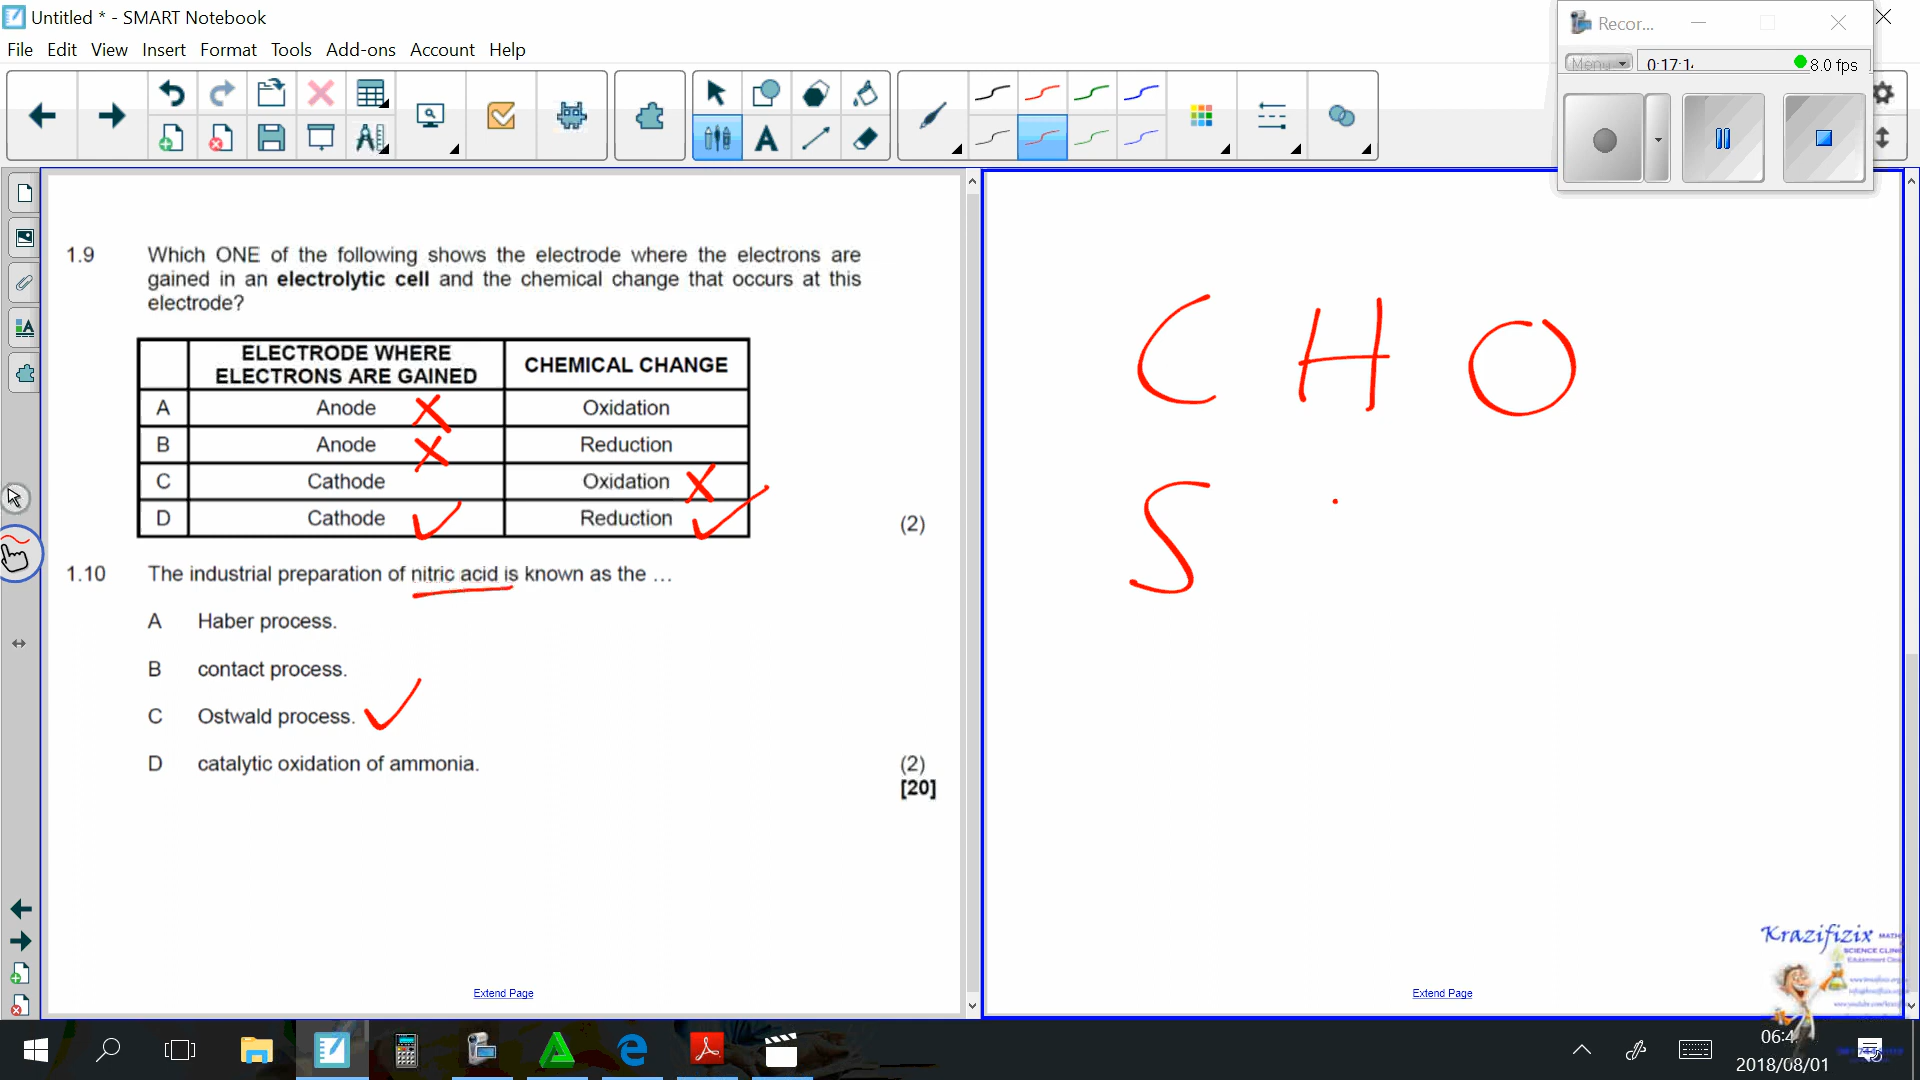 Untitled * - SMART Notebook
File Edit View Insert Format Tools Add-ons Account Help
Recor...
Menu
8.0 fps
1.9 Which ONE of the following shows the electrode where the electrons are
gained in an electrolytic cell and the chemical change that occurs at this
electrode?
ELECTRODE WHERE
ELECTRONS ARE GAINED
CHEMICAL CHANGE
A Anode Oxidation
B Anode Reduction
C Cathode Oxidation
D Cathode Reduction
(2)
1.10 The industrial preparation of nitric acid is known as the ...
A Haber process.
B contact process.
C Ostwald process.
D catalytic oxidation of ammonia.
(2)
[20]
Extend Page
C H O
S
Krazifizix
SCIENCE CLINIC
Extend Page
2018/08/01